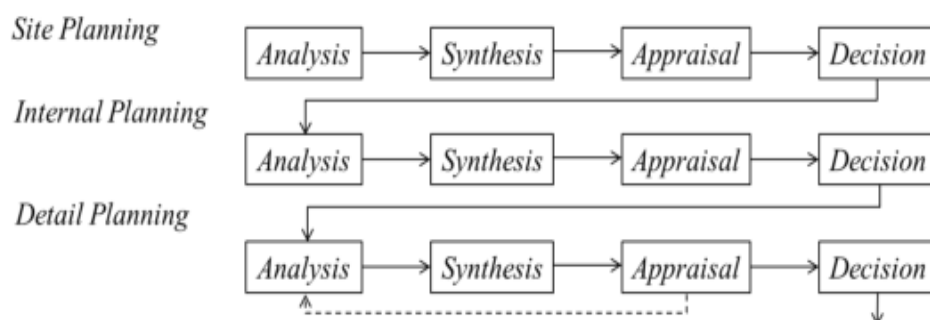 Site Planning
Analysis Synthesis Appraisal Decision
Internal Planning
Analysis Synthesis Appraisal Decision
Detail Planning
Analysis Synthesis Appraisal Decision